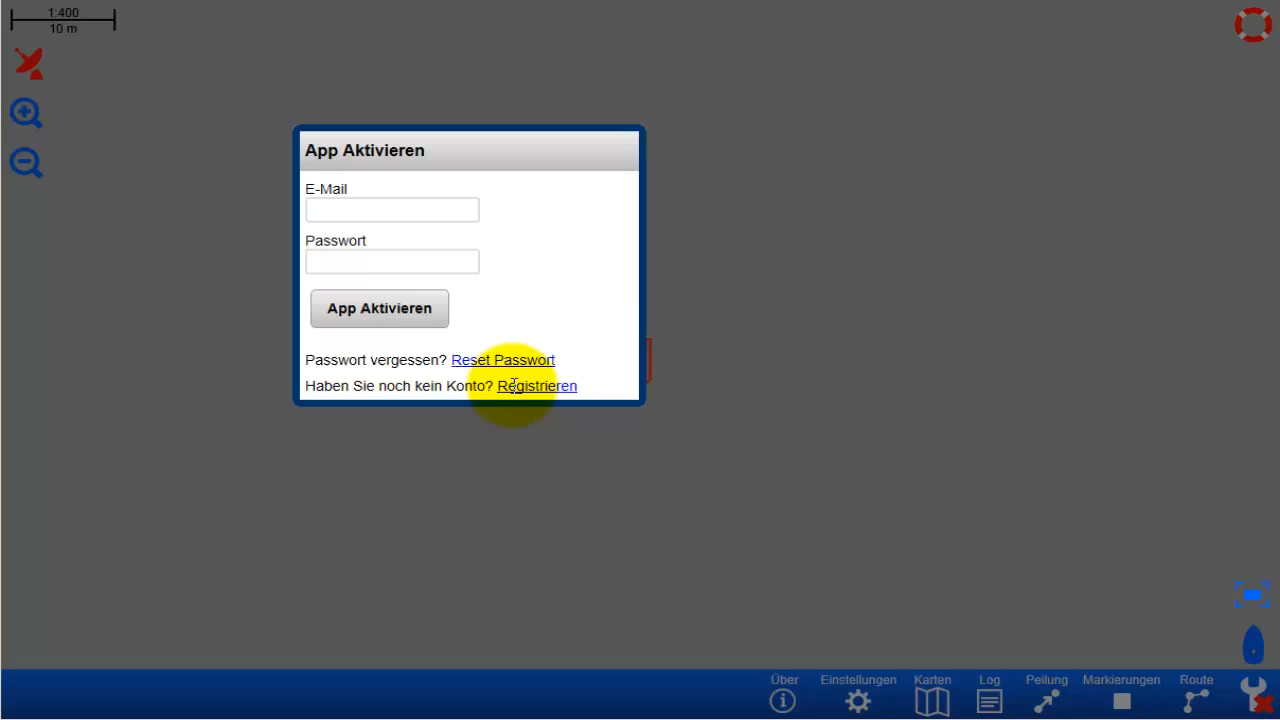 1:400
10 m
App Aktivieren
E-Mail
Passwort
App Aktivieren
Passwort vergessen? Reset Passwort
Haben Sie noch kein Konto? Registrieren
Über Einstellungen Karten Log Peilung Markierungen Route